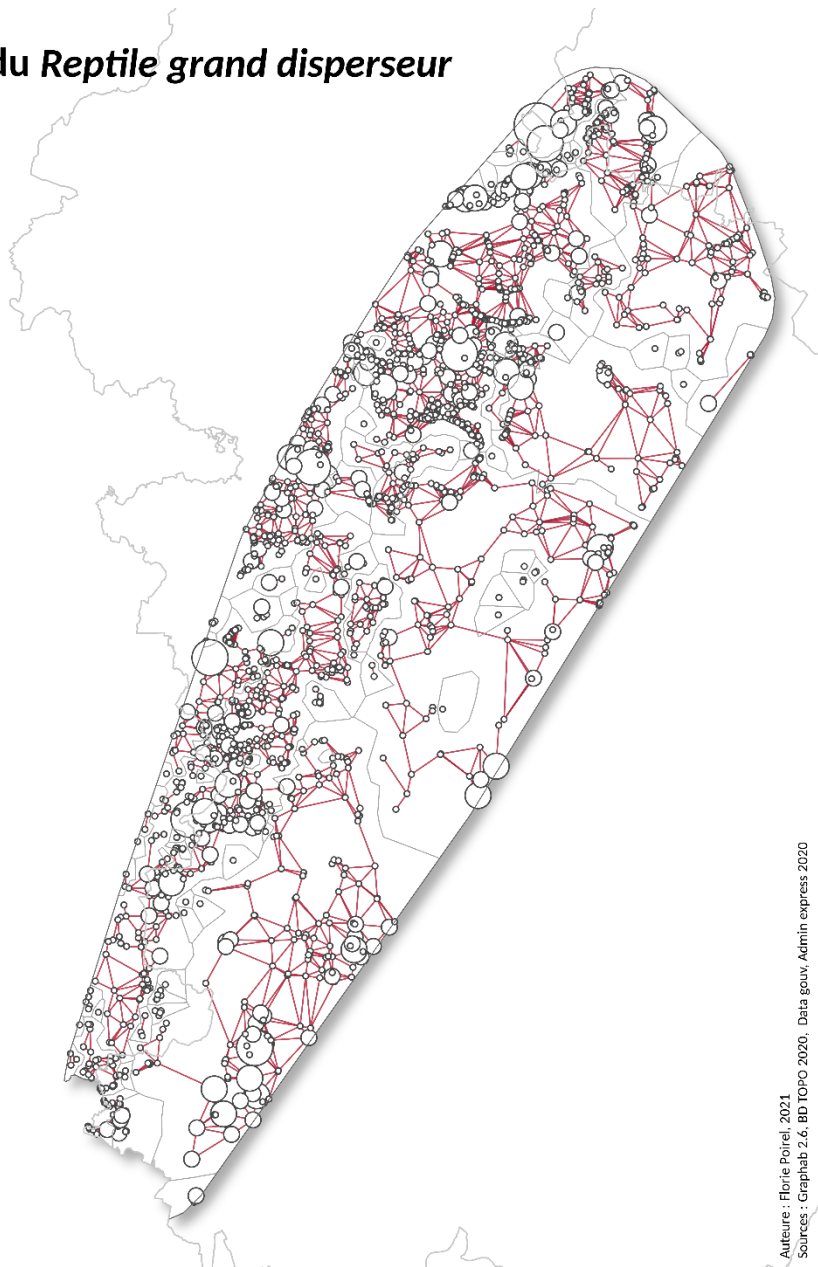 du Reptile grand disperseur
Auteure : Florie Poirel, 2021
Sources : Graphab 2.6, BD TOPO 2020, Data gouv, Admin express 2020